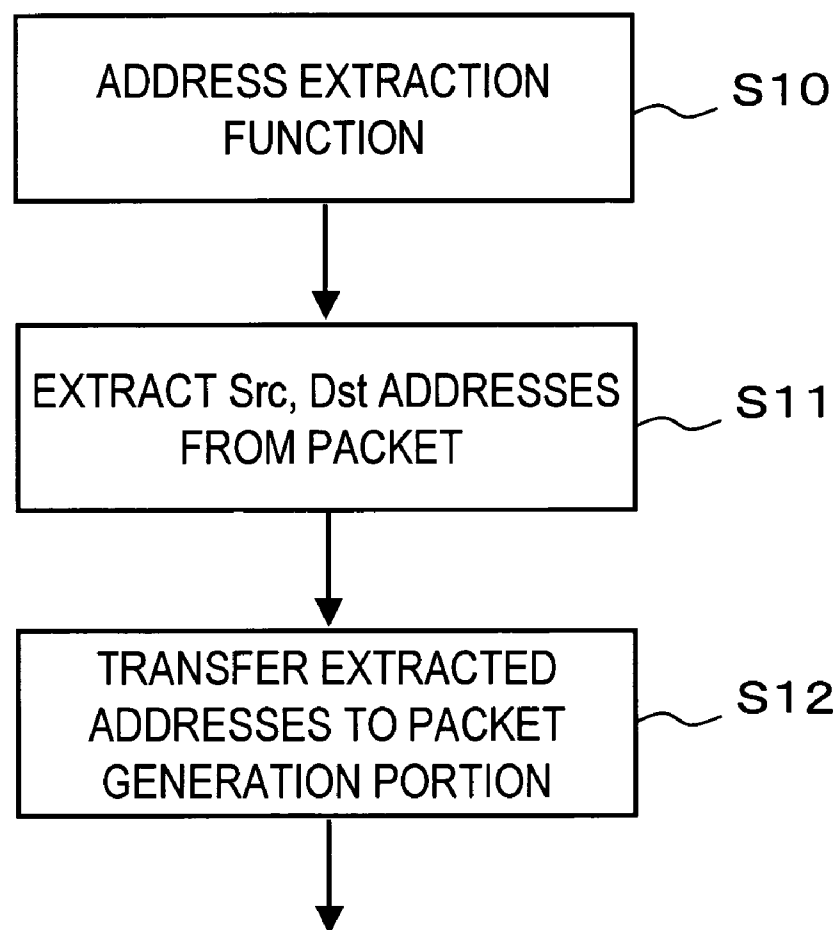 ADDRESS EXTRACTION
FUNCTION
S10
EXTRACT Src, Dst ADDRESSES
FROM PACKET
S11
TRANSFER EXTRACTED
ADDRESSES TO PACKET
GENERATION PORTION
S12